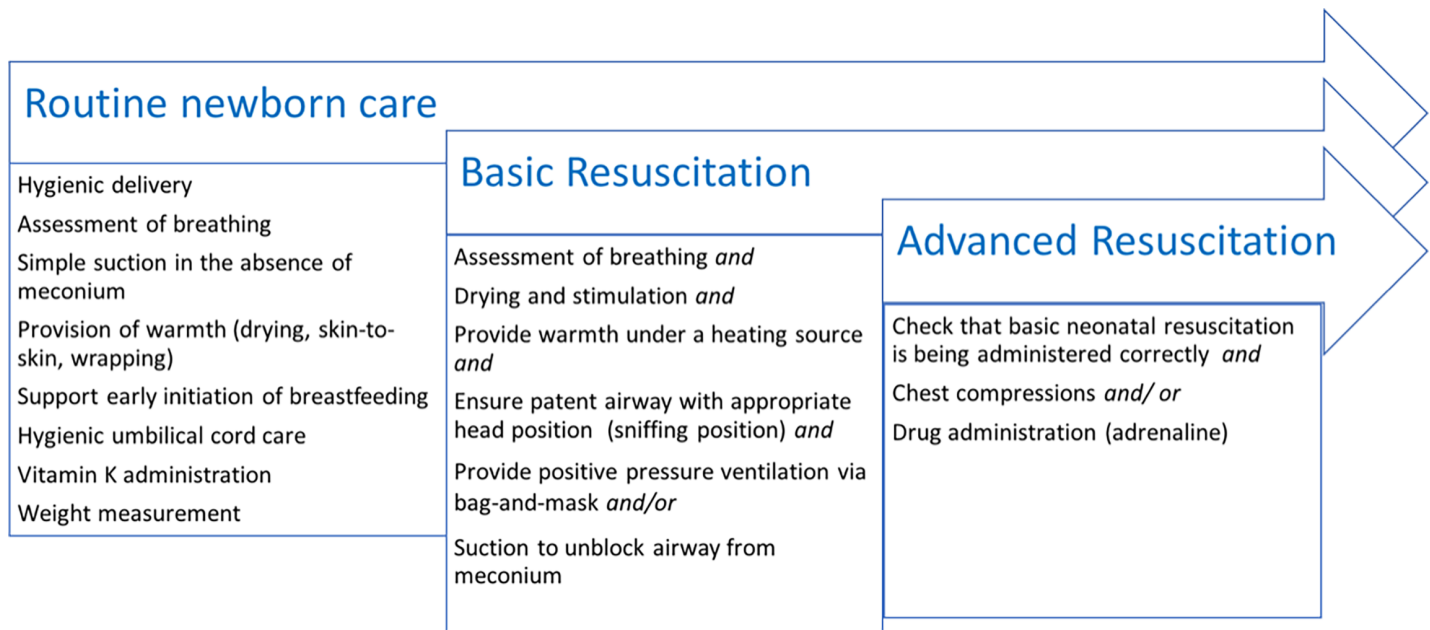 Routine newborn care
Hygienic delivery
Assessment of breathing
Simple suction in the absence of
meconium
Provision of warmth (drying, skin-to-
skin, wrapping)
Support early initiation of breastfeeding
Hygienic umbilical cord care
Vitamin K administration
Weight measurement
Basic Resuscitation
Assessment of breathing and
Drying and stimulation and
Provide warmth under a heating source
and
Ensure patent airway with appropriate
head position (sniffing position) and
Provide positive pressure ventilation via
bag-and-mask and/or
Suction to unblock airway from
meconium
Advanced Resuscitation
Check that basic neonatal resuscitation
is being administered correctly and
Chest compressions and/ or
Drug administration (adrenaline)